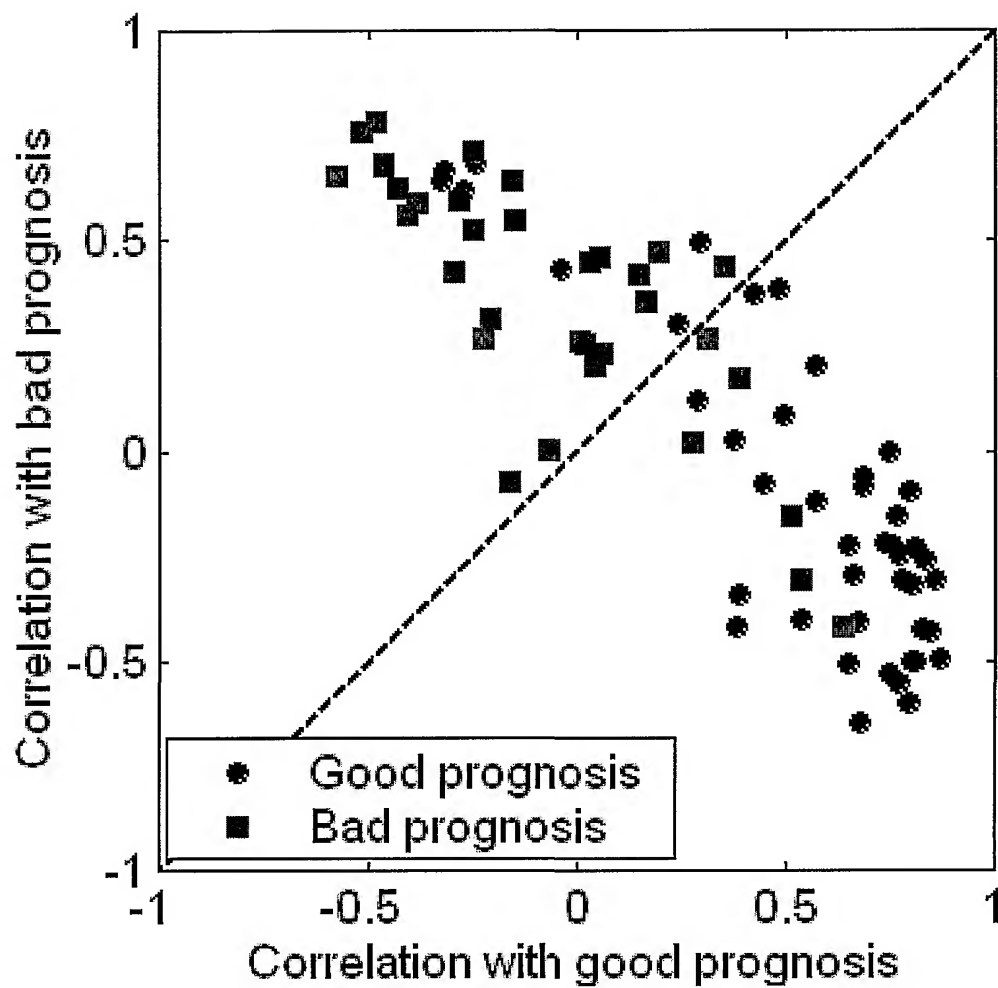 1
0.5
0
-0.5
-1
Correlation with bad prognosis
Good prognosis
Bad prognosis
-1
-0.5
0
0.5
1
Correlation with good prognosis